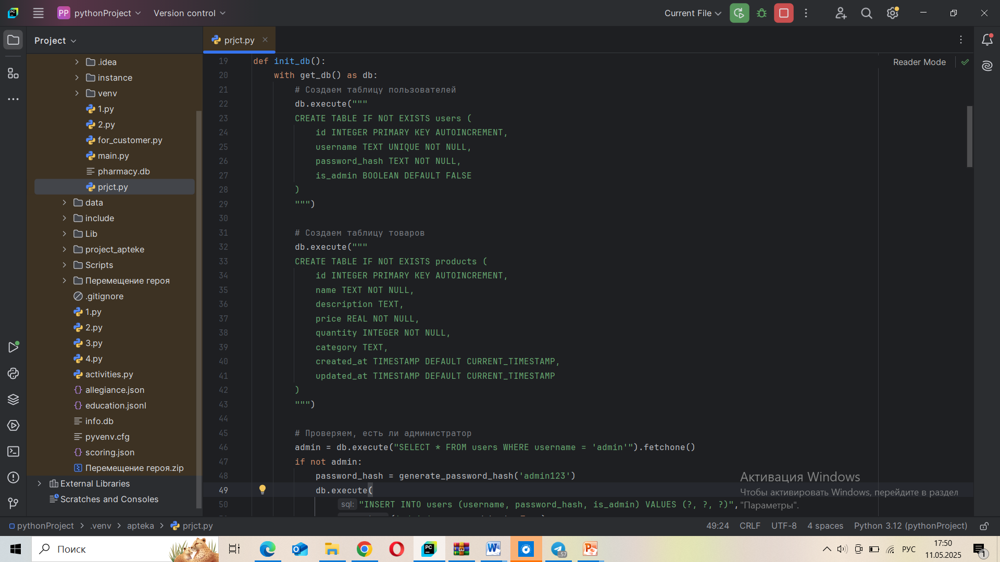 PC
PP pythonProject
Version control
Current File
Project
prjct.py
.idea
instance
venv
1.py
2.py
for_customer.py
main.py
pharmacy.db
prjct.py
data
include
Lib
project_apteke
Scripts
Перемещение героя
.gitignore
1.py
2.py
3.py
4.py
activities.py
allegiance.json
education.jsonl
info.db
pyvenv.cfg
scoring.json
Перемещение героя.zip
External Libraries
Scratches and Consoles
Reader Mode
19 def init_db():
20 with get_db() as db:
21 # Создаем таблицу пользователей
22 db.execute("""
23 CREATE TABLE IF NOT EXISTS users (
24 id INTEGER PRIMARY KEY AUTOINCREMENT,
25 username TEXT UNIQUE NOT NULL,
26 password_hash TEXT NOT NULL,
27 is_admin BOOLEAN DEFAULT FALSE
28 )
29 """)
30
31 # Создаем таблицу товаров
32 db.execute("""
33 CREATE TABLE IF NOT EXISTS products (
34 id INTEGER PRIMARY KEY AUTOINCREMENT,
35 name TEXT NOT NULL,
36 description TEXT,
37 price REAL NOT NULL,
38 quantity INTEGER NOT NULL,
39 category TEXT,
40 created_at TIMESTAMP DEFAULT CURRENT_TIMESTAMP,
41 updated_at TIMESTAMP DEFAULT CURRENT_TIMESTAMP
42 )
43 """)
44
45 # Проверяем, есть ли администратор
46 admin = db.execute("SELECT * FROM users WHERE username = 'admin'").fetchone()
47 if not admin:
48 password_hash = generate_password_hash('admin123')
49 db.execute(
50 sql: "INSERT INTO users (username, password_hash, is_admin) VALUES (?, ?, ?)",
Активация Windows
Чтобы активировать Windows, перейдите в раздел
"Параметры".
pythonProject > .venv > apteka > prjct.py
49:24 CRLF UTF-8 4 spaces Python 3.12 (pythonProject)
Поиск
PC
57
РУС
17:50
11.05.2025
1